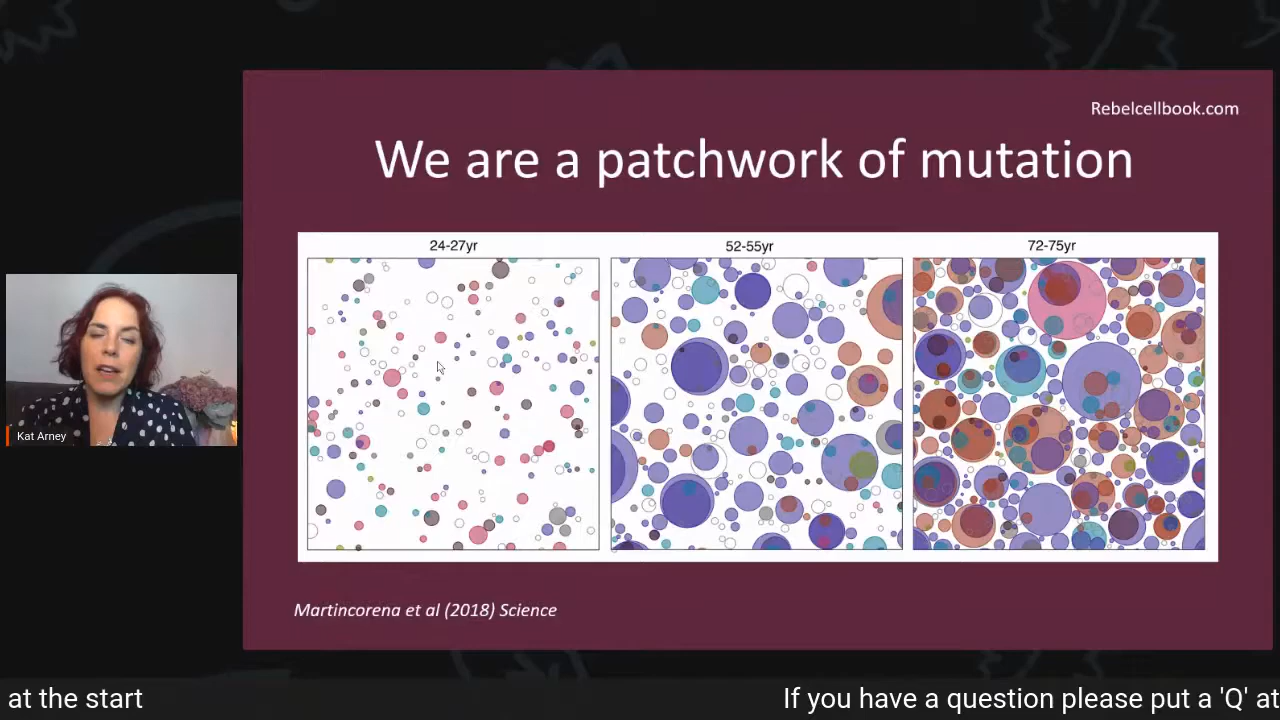 Rebelcellbook.com
We are a patchwork of mutation
24-27yr
52-55yr
72-75yr
Kat Arney
Martincorena et al (2018) Science
at the start
If you have a question please put a 'Q' at